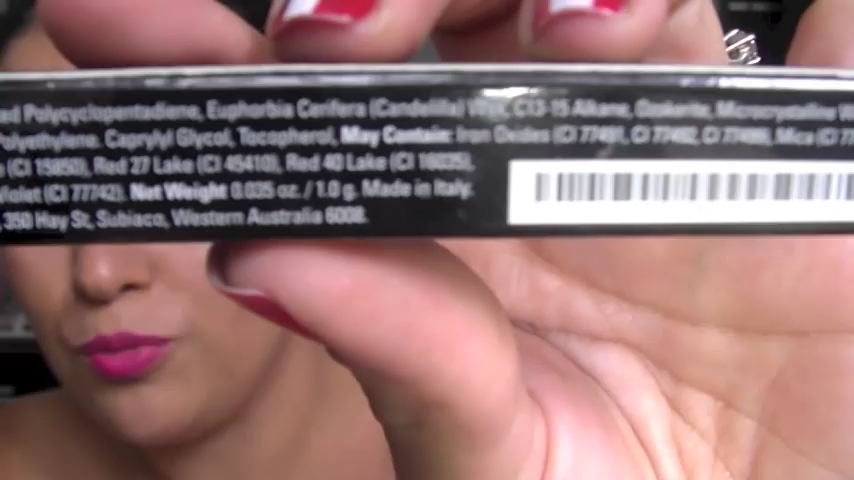 ed Polycyclopentadiene, Euphorbia Cerifera (Candelilla) Wax, C13-15 Alkane, Ozokerite, Microcrystalline W
Polyethylene, Caprylyl Glycol, Tocopherol, May Contain: Iron Oxides (CI 77491, CI 77492, CI 77499), Mica (CI 77
(CI 15850), Red 27 Lake (CI 45410), Red 40 Lake (CI 16035),
Violet (CI 77742). Net Weight 0.035 oz. / 1.0 g. Made in Italy.
, 350 Hay St, Subiaco, Western Australia 6008.